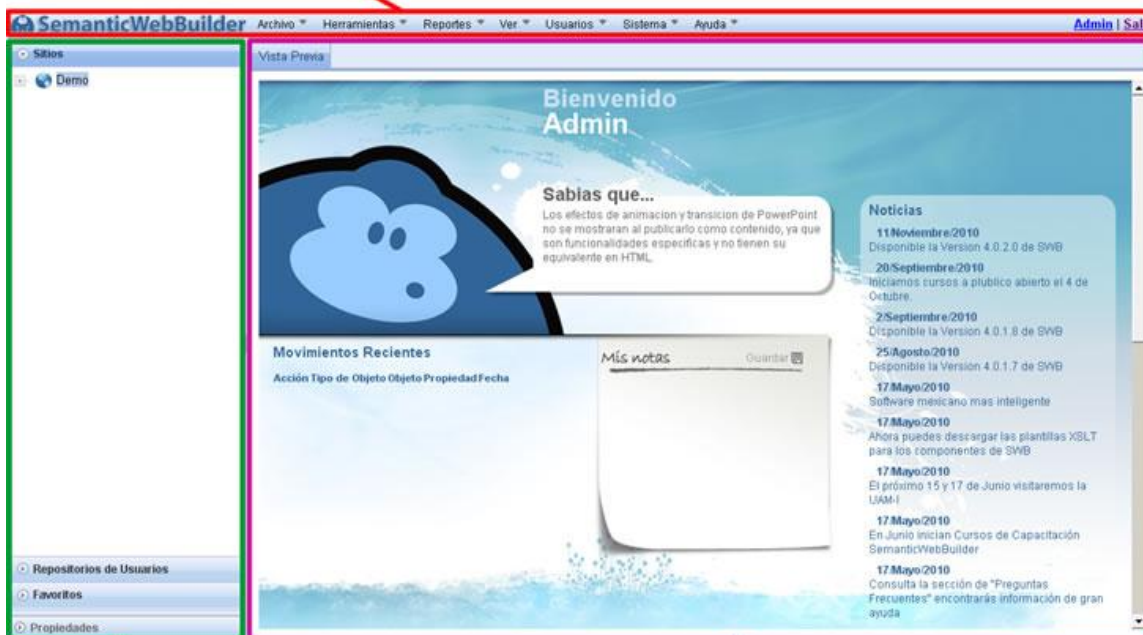 SemanticWebBuilder Archivo Herramientas Reportes Ver Usuarios Sistema Ayuda Admin | Sal
Sitios
Demo
Repositorios de Usuarios
Favoritos
Propiedades
Vista Previa
Bienvenido
Admin
Sabias que...
Los efectos de animacion y transicion de PowerPoint
no se mostraran al publicarlo como contenido, ya que
son funcionalidades especificas y no tienen su
equivalente en HTML.
Movimientos Recientes
Acción Tipo de Objeto Objeto Propiedad Fecha
Mis notas Guardar
Noticias
11/Noviembre/2010
Disponible la Version 4.0.2.0 de SWB
20/Septiembre/2010
Iniciamos cursos a plublico abierto el 4 de
Octubre.
2/Septiembre/2010
Disponible la Version 4.0.1.8 de SWB
25/Agosto/2010
Disponible la Version 4.0.1.7 de SWB
17/Mayo/2010
Software mexicano mas inteligente
17/Mayo/2010
Ahora puedes descargar las plantillas XSLT
para los componentes de SWB
17/Mayo/2010
El próximo 15 y 17 de Junio visitaremos la
UAM-I
17/Mayo/2010
En Junio inician Cursos de Capacitación
SemanticWebBuilder
17/Mayo/2010
Consulta la sección de "Preguntas
Frecuentes" encontrarás información de gran
ayuda